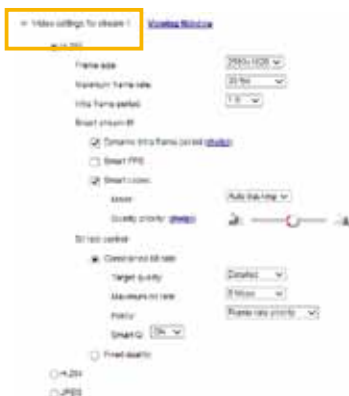 Video settings for stream 1 Viewing Window
H.265
Frame size
Maximum frame rate 30 fps
Intra frame period 1 S
Smart stream III
Dynamic Intra frame period (help)
Smart FPS
Smart codec
Mode Auto tracking
Quality priority (help)
Bit rate control
Constrained bit rate
Target quality Detailed
Maximum bit rate
Policy Frame rate priority
Smart Q ON
Fixed quality
H.264
JPEG